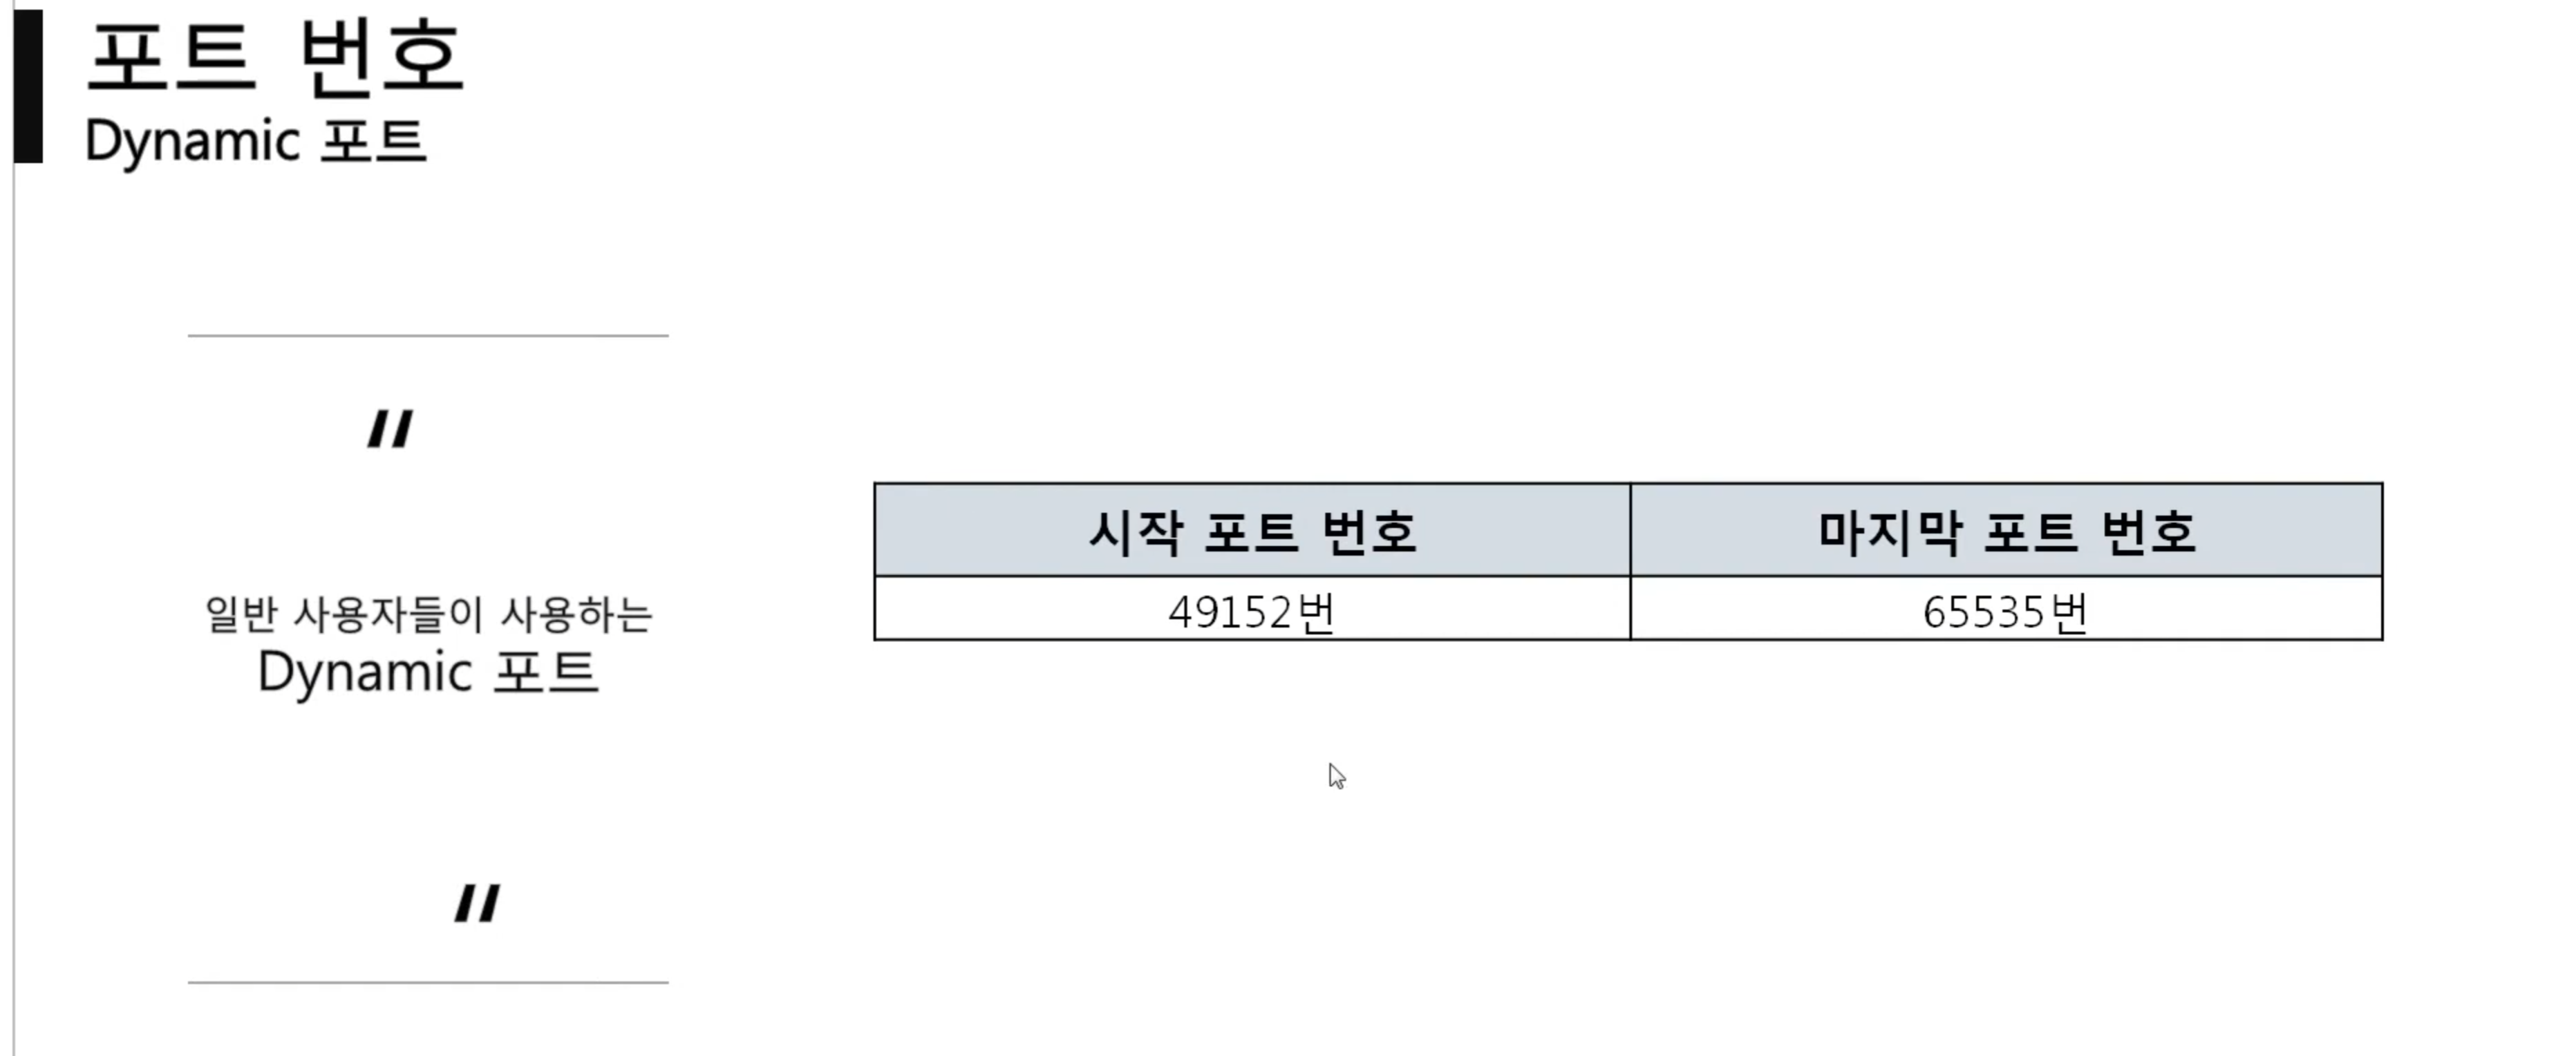 포트 번호
Dynamic 포트
"
일반 사용자들이 사용하는
Dynamic 포트
"
시작 포트 번호 마지막 포트 번호
49152번 65535번